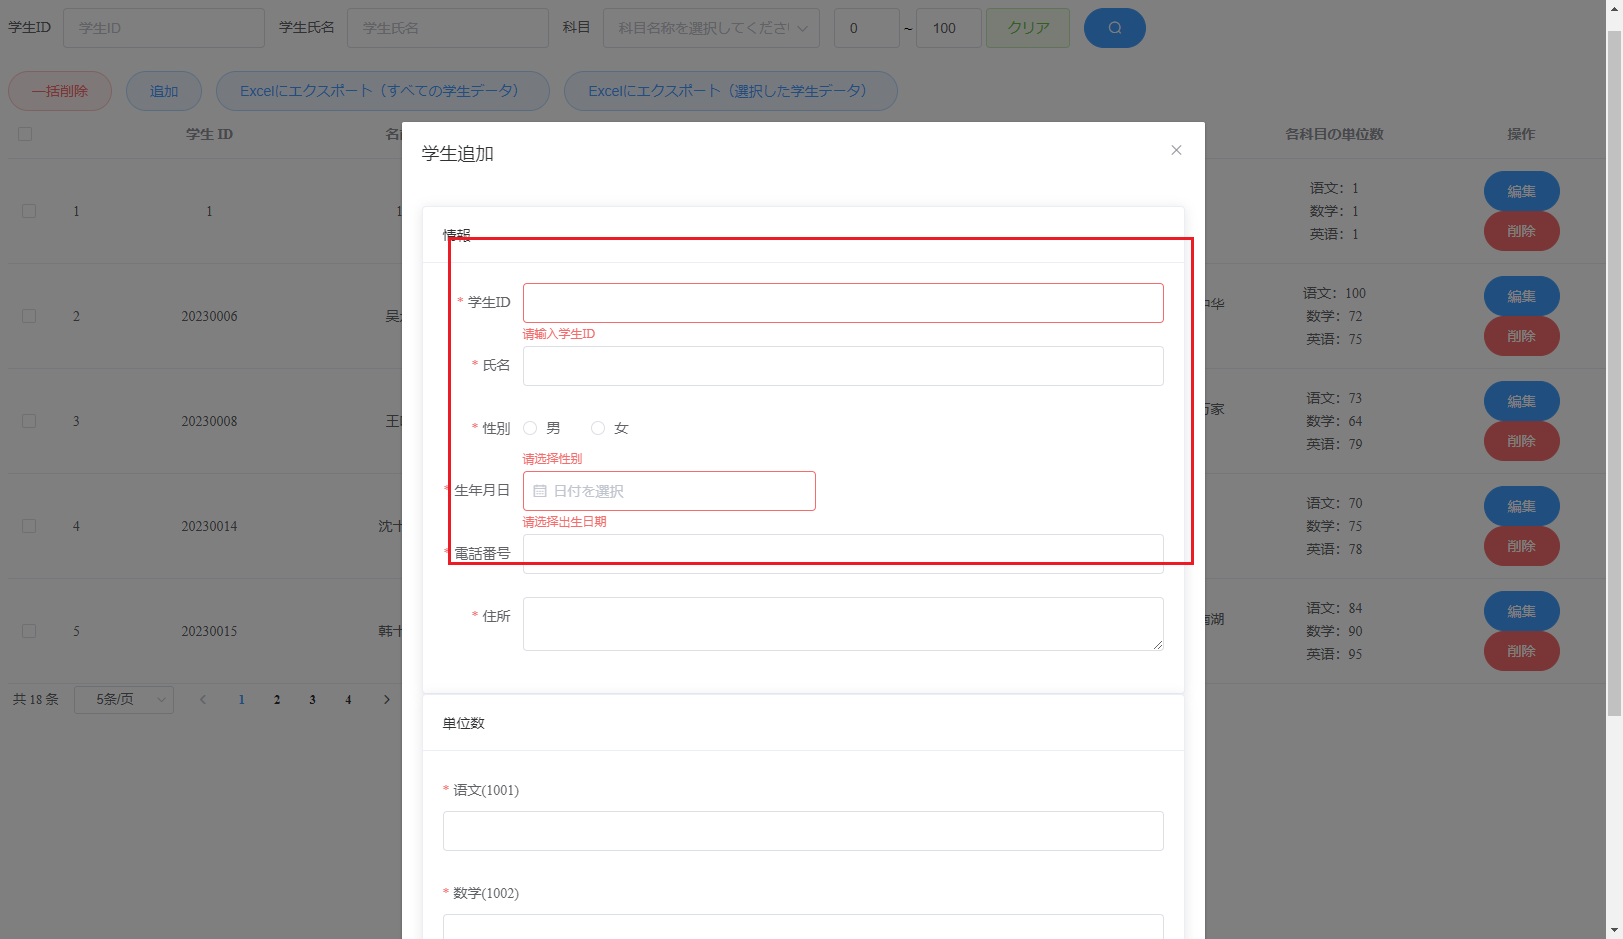 学生ID 学生ID 学生氏名 学生氏名 科目 科目名称を選択してくださ 0 ~ 100 クリア
一括削除 追加 Excelにエクスポート（すべての学生データ） Excelにエクスポート（選択した学生データ）
学生 ID 各科目の単位数 操作
1 1 1 语文：1 编集
数学：1
英语：1 削除
2 20230006 语文：100 编集
数学：72
英语：75 削除
3 20230008 语文：73 编集
数学：64
英语：79 削除
4 20230014 沈十 语文：70 编集
数学：75
英语：78 削除
5 20230015 韩十 南湖 语文：84 编集
数学：90
英语：95 削除
共 18 条 5条/页 1 2 3 4
学生追加
情報
* 学生ID
请输入学生ID
* 氏名
* 性別 男 女
请选择性别
* 生年月日 日付を選択
请选择出生日期
* 電話番号
* 住所
単位数
* 语文(1001)
* 数学(1002)